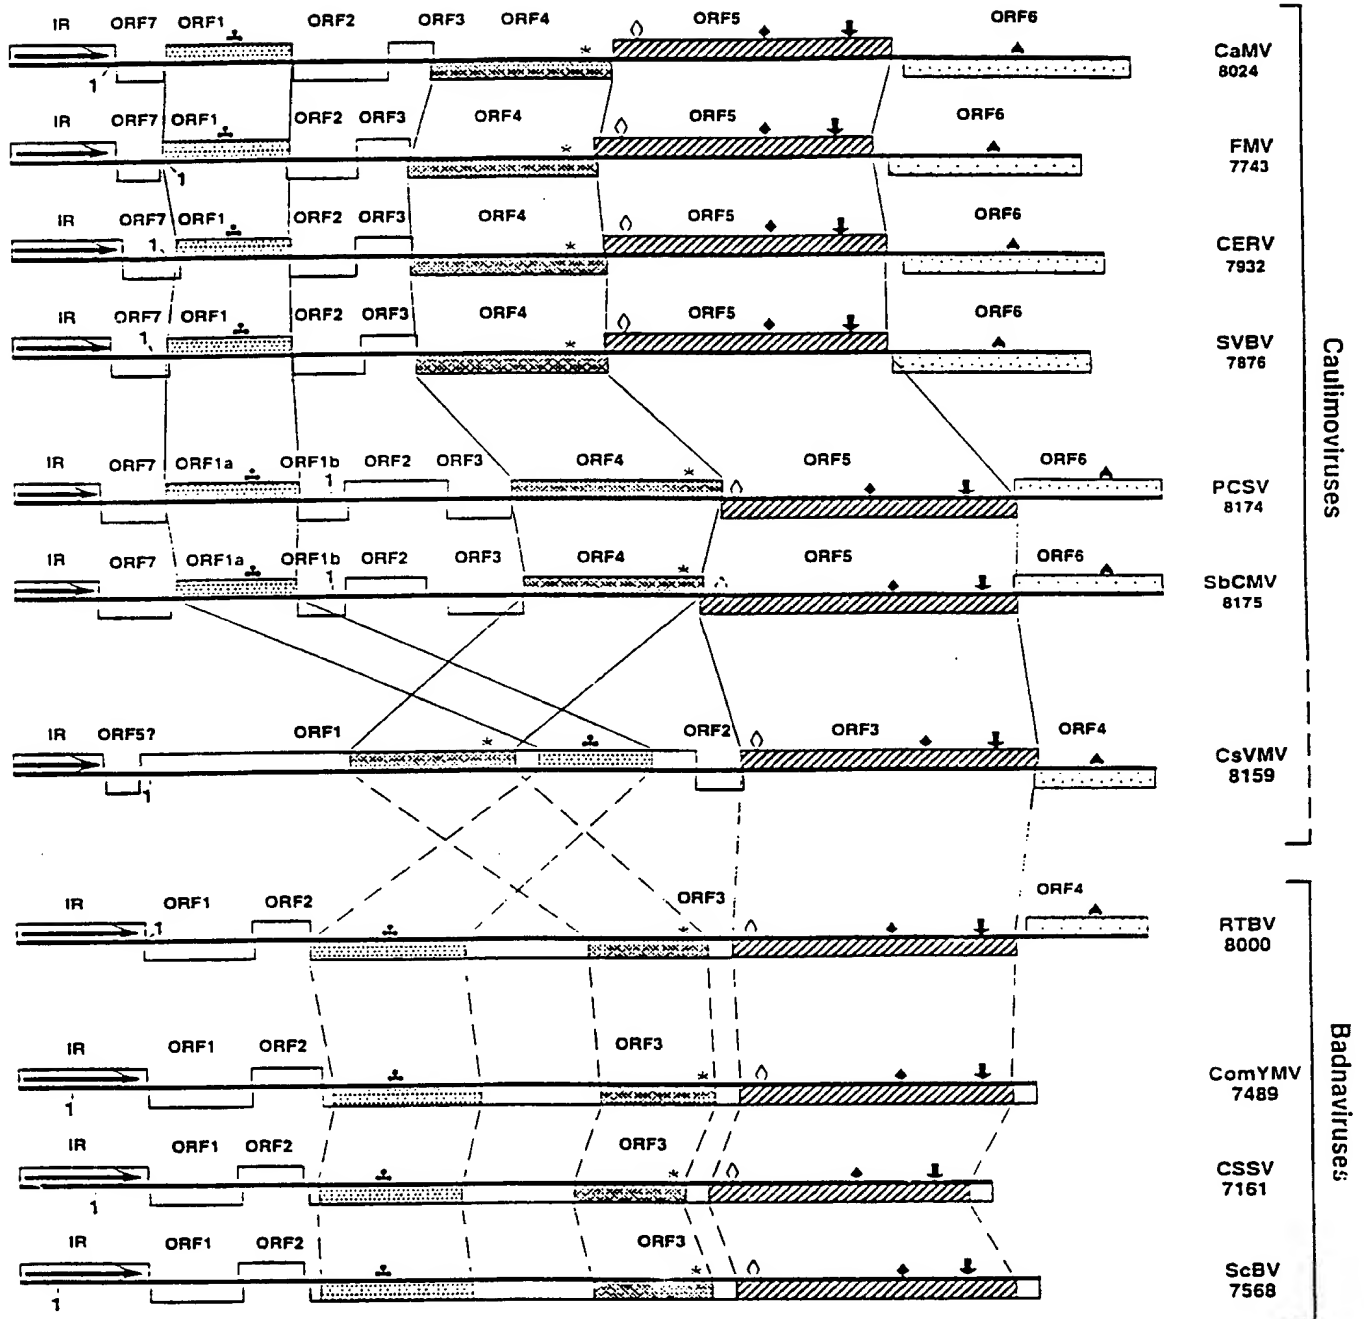 IR ORF7 ORF1 ORF2 ORF3 ORF4 ORF5 ORF6
* CaMV
8024
1
IR ORF7 ORF1 ORF2 ORF3 ORF4 ORF5 ORF6
* FMV
7743
1
IR ORF7 ORF1 ORF2 ORF3 ORF4 ORF5 ORF6
1 * CERV
7932
IR ORF7 ORF1 ORF2 ORF3 ORF4 ORF5 ORF6
1 * SVBV
7876
Caulimoviruses
IR ORF7 ORF1a ORF1b ORF2 ORF3 ORF4 ORF5 ORF6
1 * PCSV
8174
IR ORF7 ORF1a ORF1b ORF2 ORF3 ORF4 ORF5 ORF6
1 * SbCMV
8175
IR ORF5? ORF1 ORF2 ORF3 ORF4
* CsVMV
8159
1
IR ORF1 ORF2 ORF3 ORF4
1 * RTBV
8000
Badnaviruses
IR ORF1 ORF2 ORF3
* ComYMV
7489
1
IR ORF1 ORF2 ORF3
* CSSV
7161
1
IR ORF1 ORF2 ORF3
* ScBV
7568
1